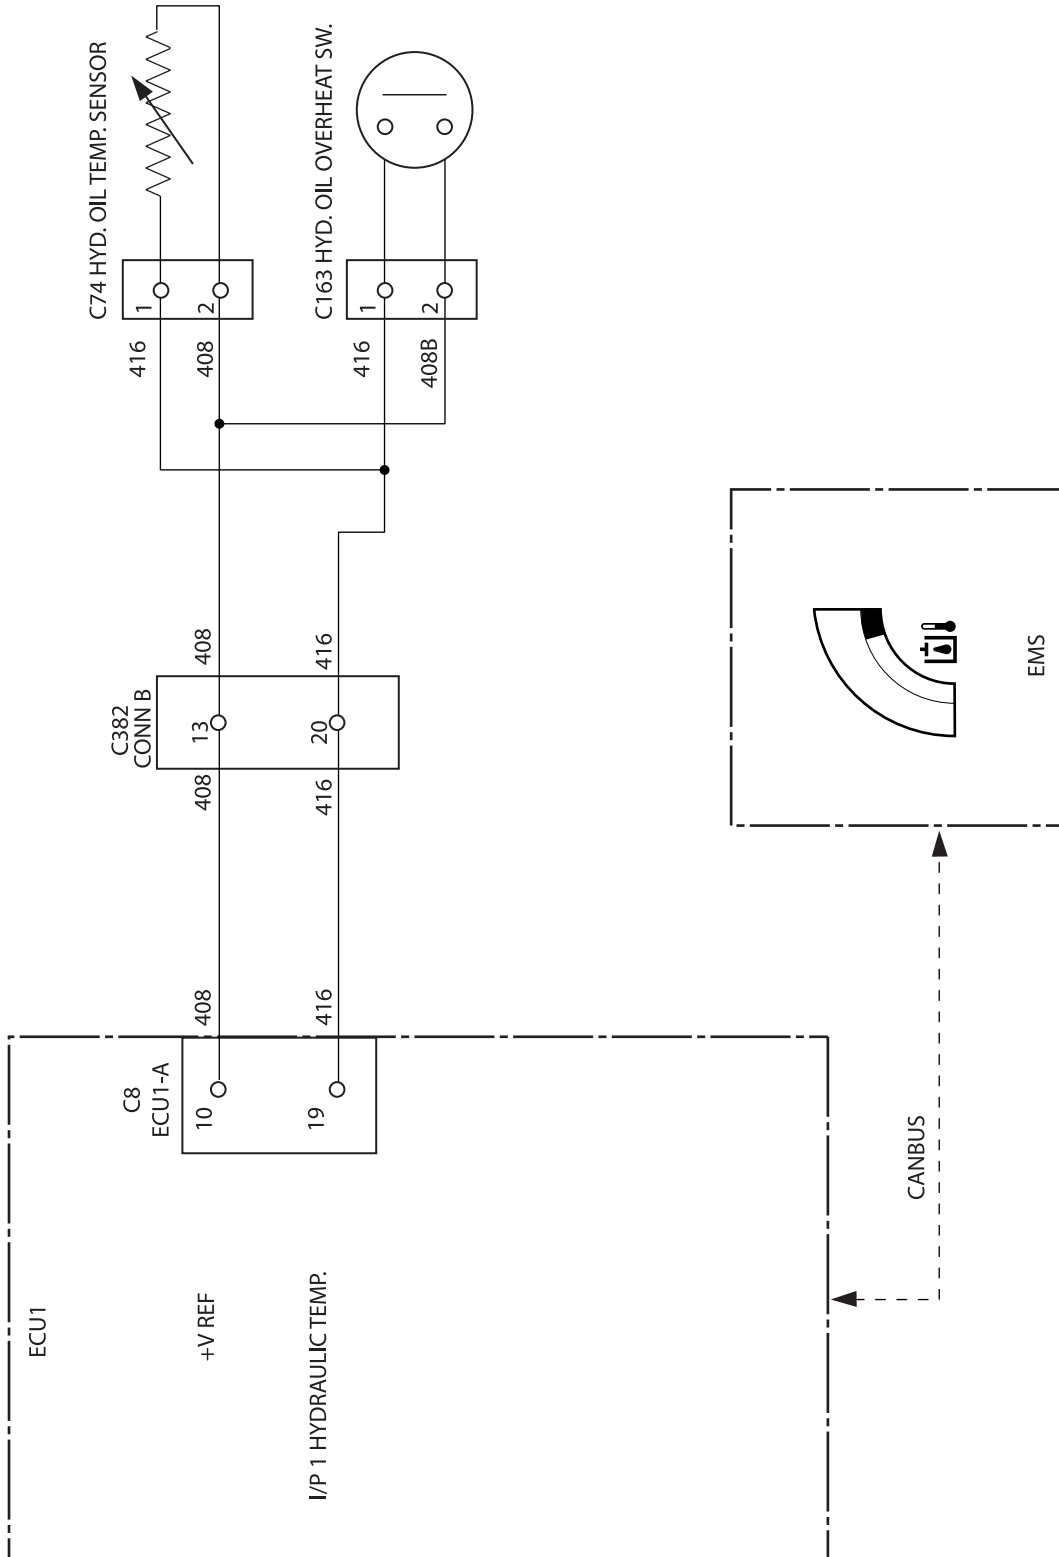 C74 HYD. OIL TEMP. SENSOR
1
2
416
408
C163 HYD. OIL OVERHEAT SW.
1
2
416
408B
408
416
C382
CONN B
13
20
408
416
408
416
C8
ECU1-A
10
19
ECU1
+V REF
I/P 1 HYDRAULIC TEMP.
CANBUS
EMS